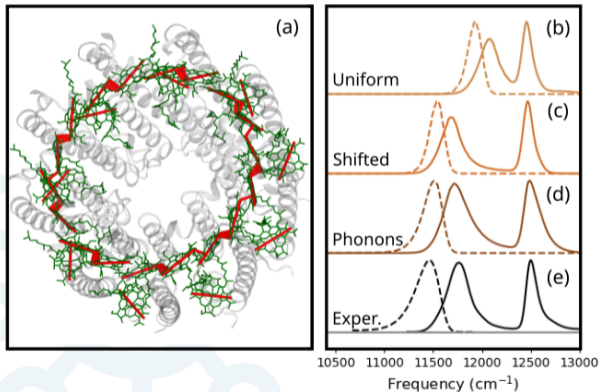 (a)
(b)
Uniform
(c)
Shifted
(d)
Phonons
(e)
Exper.
10500 11000 11500 12000 12500 13000
Frequency (cm⁻¹)